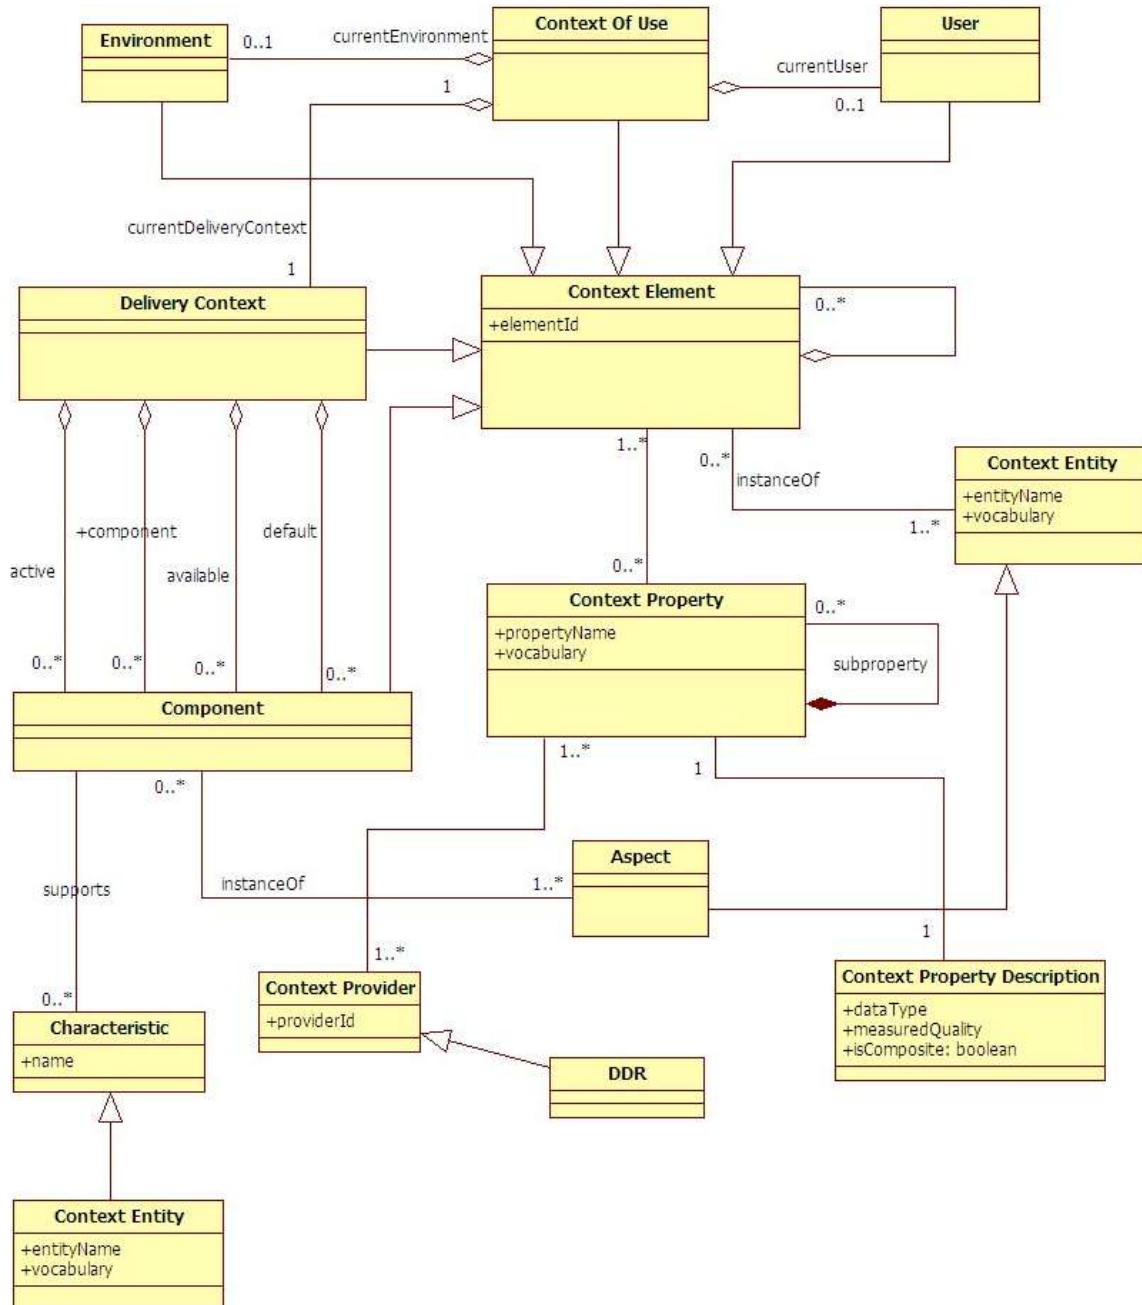 Environment
0..1
currentEnvironment
Context Of Use
User
currentUser
0..1
1
currentDeliveryContext
1
Delivery Context
Context Element
+elementId
0..*
1..*
0..*
instanceOf
Context Entity
+entityName
+vocabulary
1..*
+component
default
active
available
0..*
0..*
0..*
0..*
0..*
Context Property
+propertyName
+vocabulary
0..*
subproperty
Component
0..*
1..*
1
supports
instanceOf
1..*
Aspect
1
1..*
Context Provider
+providerId
Context Property Description
+dataType
+measuredQuality
+isComposite: boolean
0..*
Characteristic
+name
DDR
Context Entity
+entityName
+vocabulary